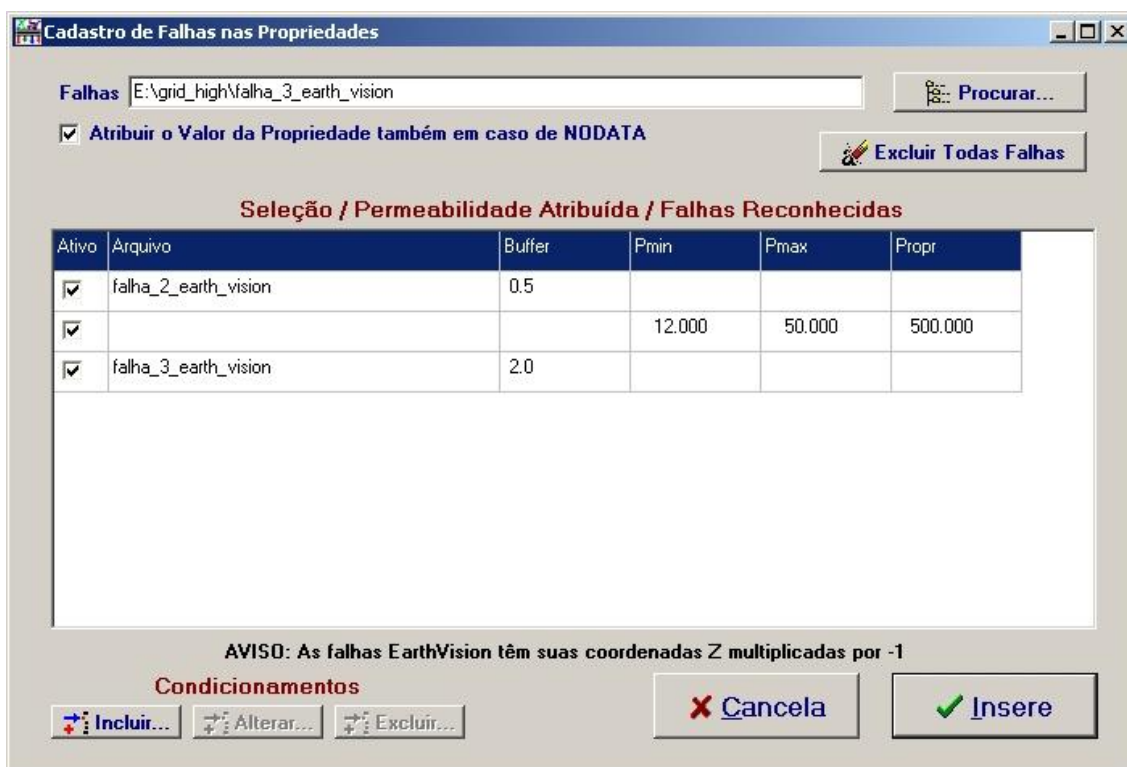 Cadastro de Falhas nas Propriedades
Falhas E:\grid_high\falha_3_earth_vision Procurar...
Atribuir o Valor da Propriedade também em caso de NODATA
Excluir Todas Falhas
Seleção / Permeabilidade Atribuída / Falhas Reconhecidas
Ativo Arquivo Buffer Pmin Pmax Propr
falha_2_earth_vision 0.5
12.000 50.000 500.000
falha_3_earth_vision 2.0
AVISO: As falhas EarthVision têm suas coordenadas Z multiplicadas por -1
Condicionamentos
Incluir... Alterar... Excluir... Cancela Insere